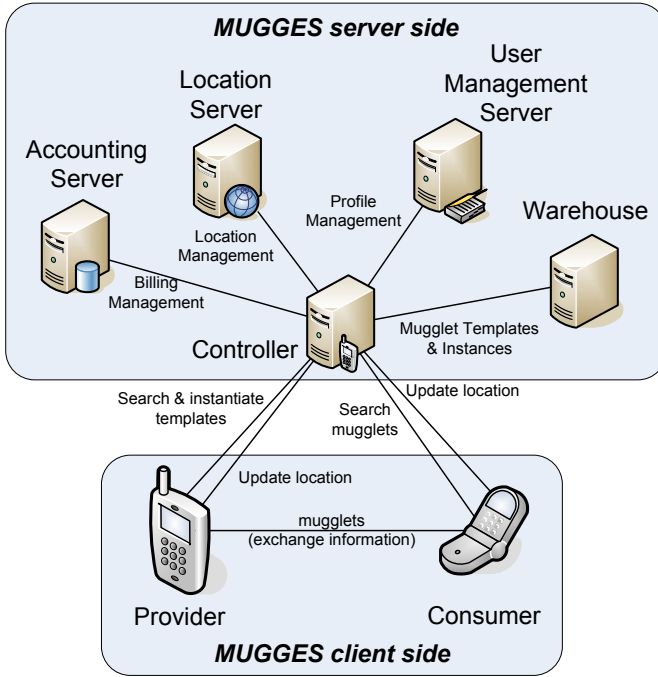 MUGGES server side
Location
Server
User
Management
Server
Accounting
Server
Warehouse
Profile
Management
Location
Management
Billing
Management
Controller
Mugglet Templates
& Instances
Search & instantiate
templates
Update location
Search
mugglets
Update location
mugglets
(exchange information)
Provider
Consumer
MUGGES client side